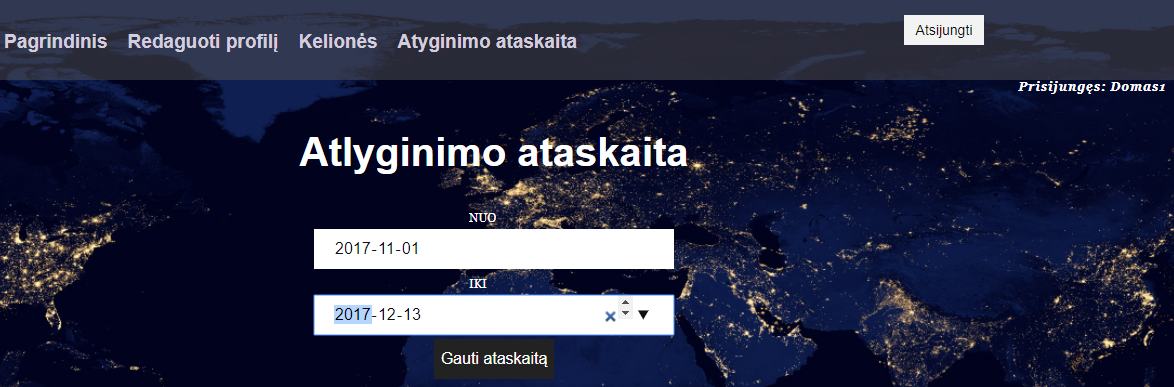 Pagrindinis Redaguoti profilį Kelionės Atyginimo ataskaita Atsijungti
Prisijungęs: Domas1
Atlyginimo ataskaita
NUO
2017-11-01
IKI
2017-12-13
Gauti ataskaitą